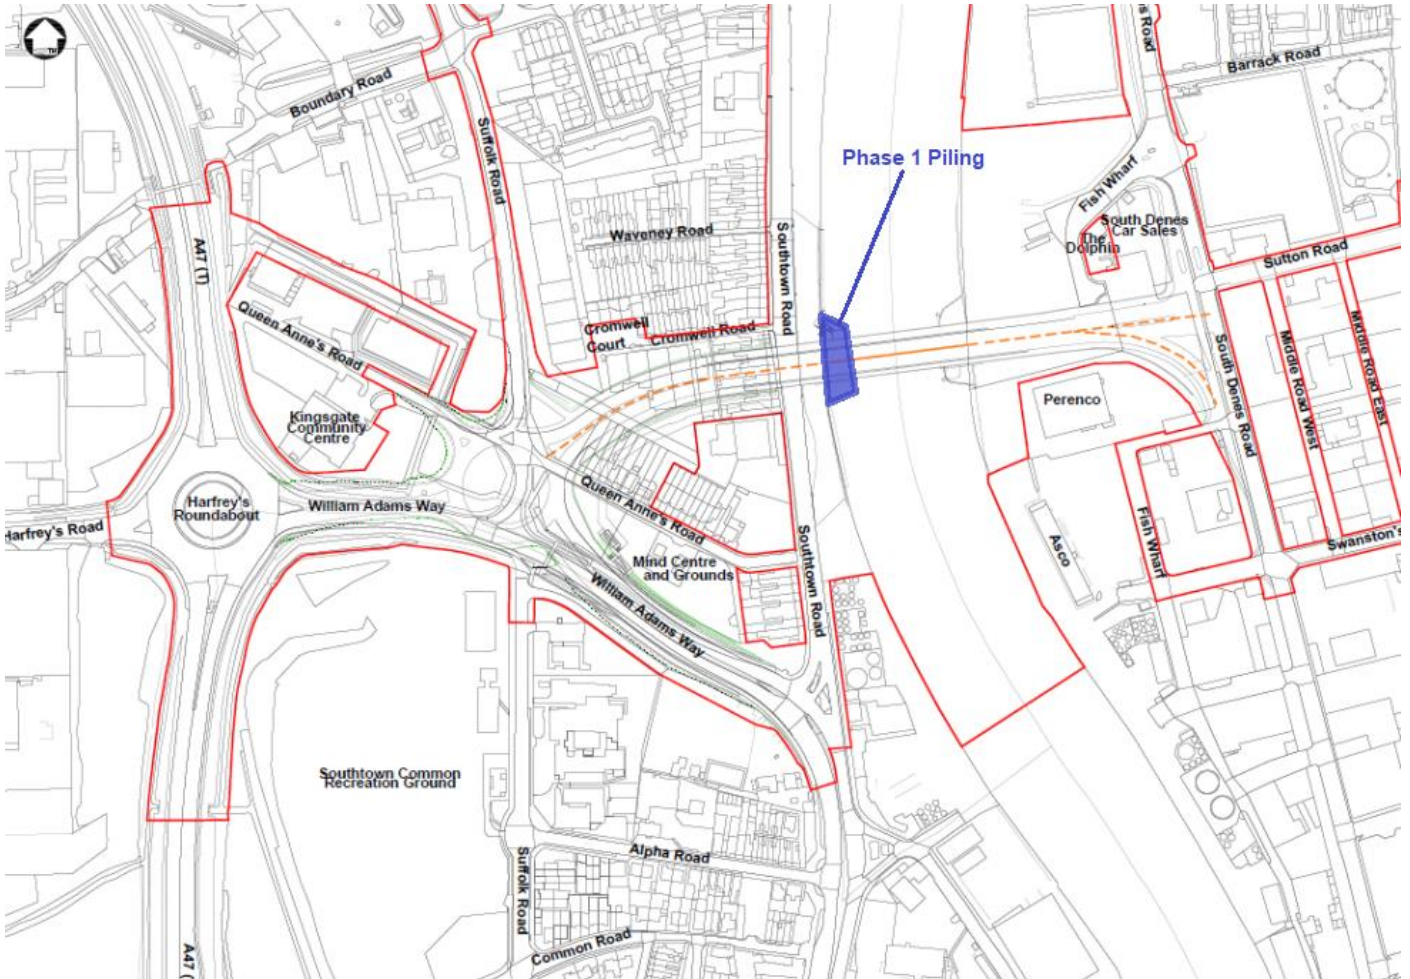 Boundary Road
Suffolk Road
Barrack Road
Phase 1 Piling
Fish Wharf
South Denes
Car Sales
The
Dolphin
Waveney Road
Southtown Road
Sutton Road
A47 (T)
Queen Anne's Road
Cromwell
Court
Cromwell Road
South Denes Road
Middle Road West
Middle Road East
Perenco
Kingsgate
Community
Centre
Harfrey's
Roundabout
William Adams Way
Queen Anne's Road
Harfrey's Road
Southtown Road
Asco
Fish Wharf
Swanston's
Mind Centre
and Grounds
William Adams Way
Southtown Common
Recreation Ground
Suffolk Road
Alpha Road
Common Road
A47 (